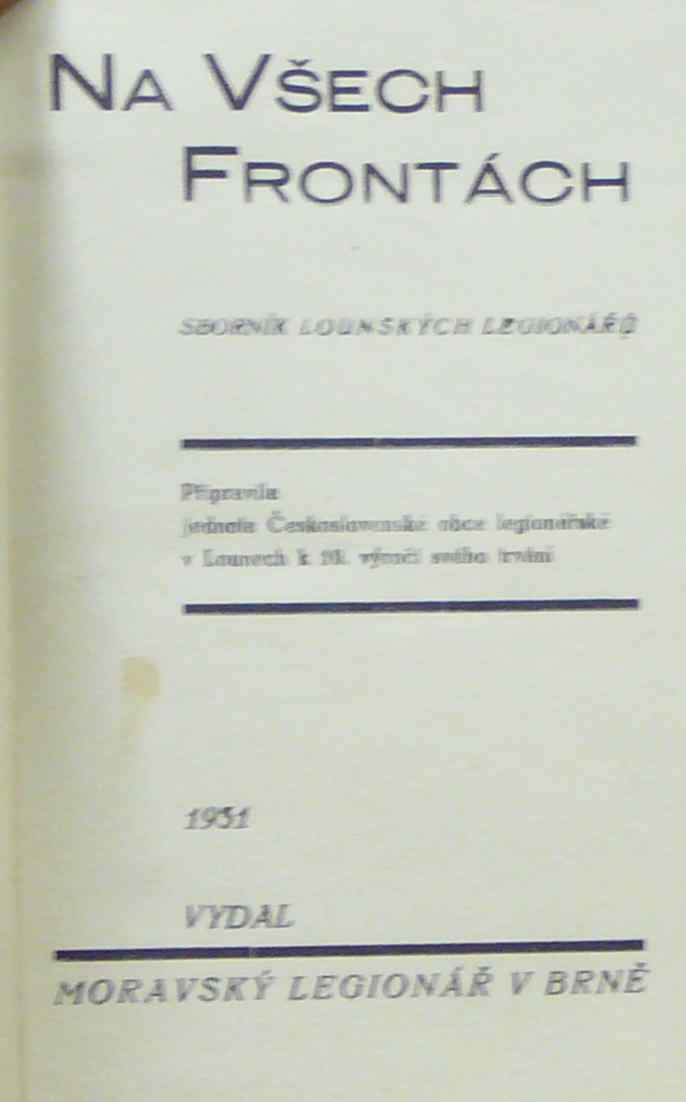 Na Všech
Frontách
SBORNÍK LOUNSKÝCH LEGIONÁŘŮ
Připravila
jednota Československé obce legionářské
v Lounech k 10. výročí svého trvání
1931
VYDAL
MORAVSKÝ LEGIONÁŘ V BRNĚ